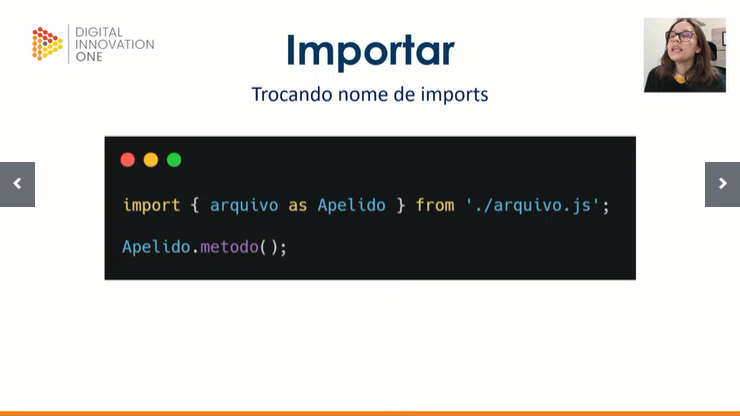 DIGITAL
INNOVATION
ONE
Importar
Trocando nome de imports
import { arquivo as Apelido } from './arquivo.js';
Apelido.metodo();